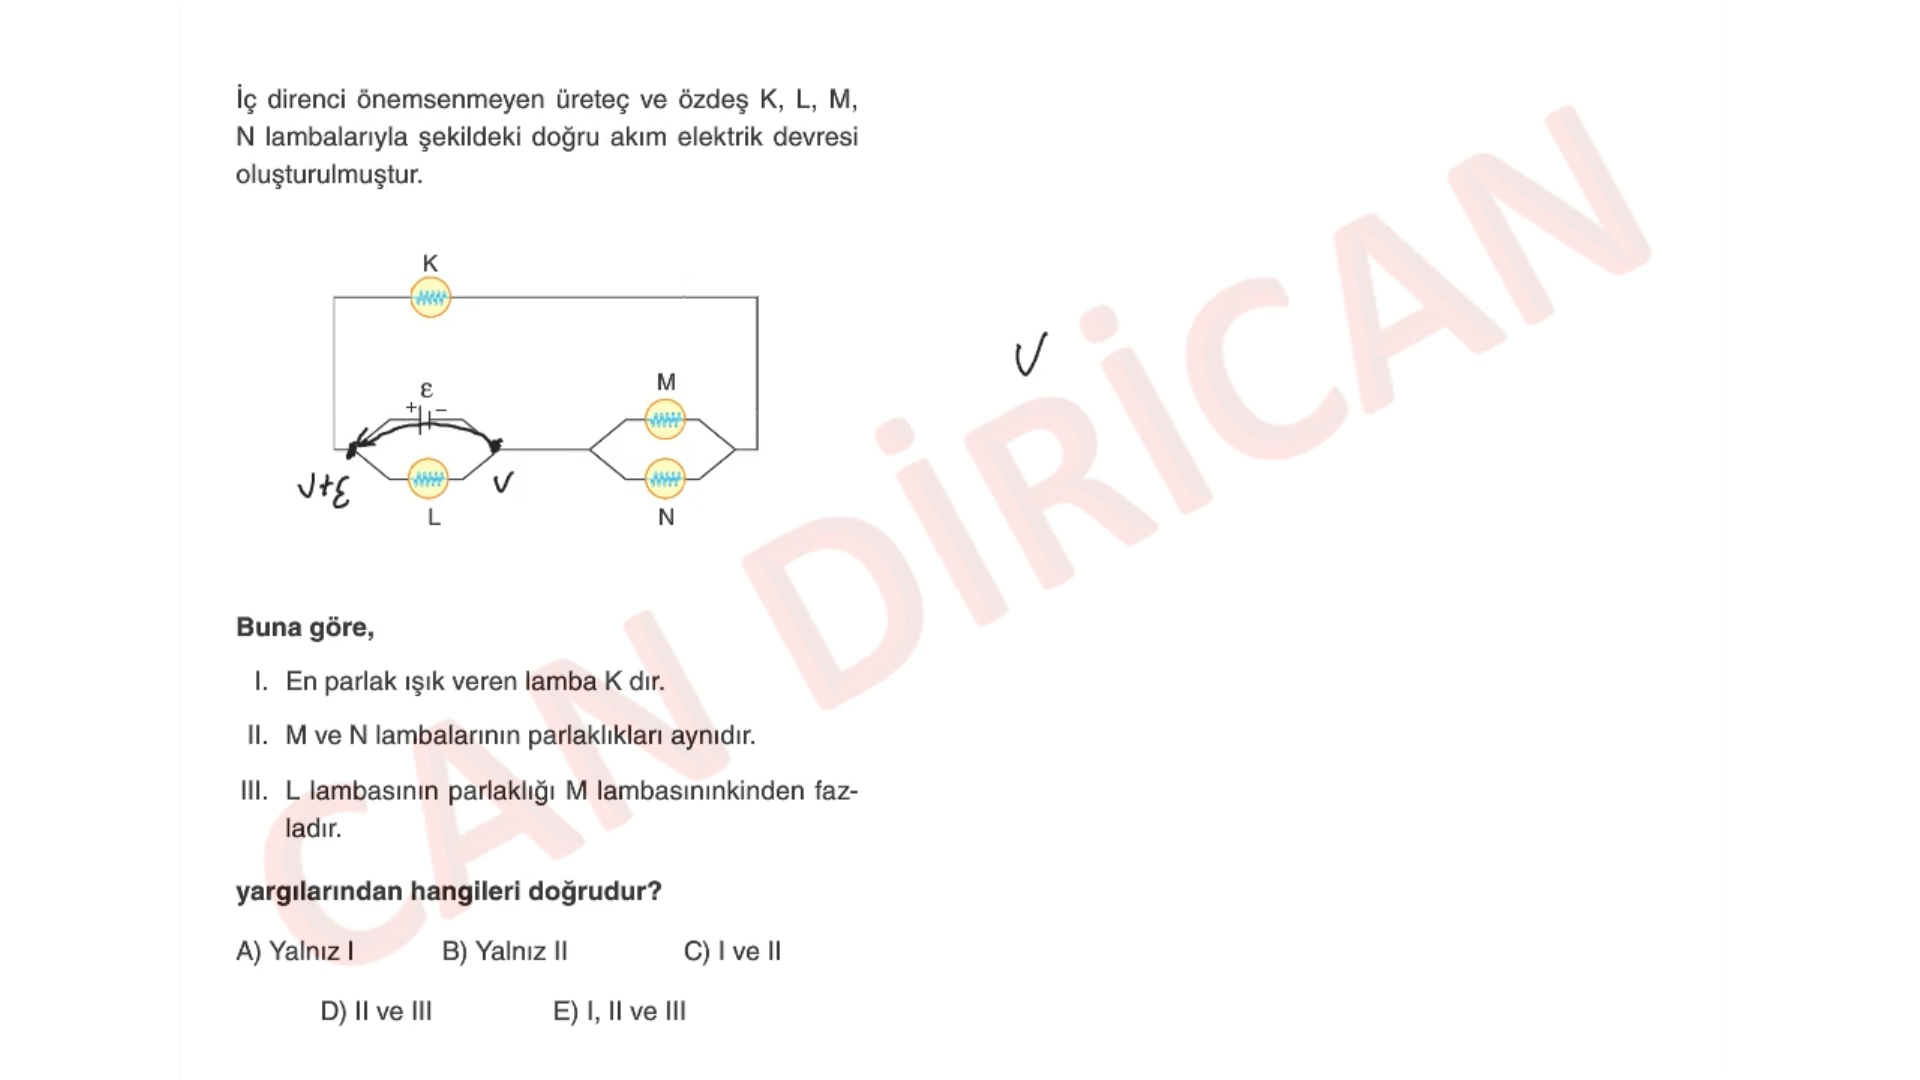 İç direnci önemsenmeyen üreteç ve özdeş K, L, M,
N lambalarıyla şekildeki doğru akım elektrik devresi
oluşturulmuştur.
K
ε
+ −
M
V+ε
V
L
N
V
Buna göre,
I. En parlak ışık veren lamba K dır.
II. M ve N lambalarının parlaklıkları aynıdır.
III. L lambasının parlaklığı M lambasınınkinden faz-
ladır.
yargılarından hangileri doğrudur?
A) Yalnız I B) Yalnız II C) I ve II
D) II ve III E) I, II ve III
CAN DİRİCAN